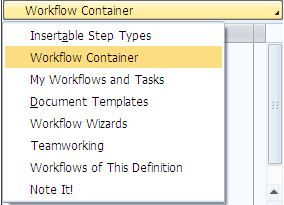 Workflow Container
Insertable Step Types
Workflow Container
My Workflows and Tasks
Document Templates
Workflow Wizards
Teamworking
Workflows of This Definition
Note It!